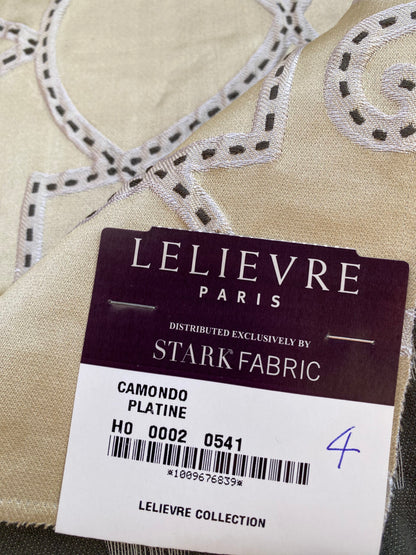 LELIEVRE
PARIS
DISTRIBUTED EXCLUSIVELY BY
STARK FABRIC
CAMONDO
PLATINE
H0 0002 0541
*1009676839*
4
LELIEVRE COLLECTION